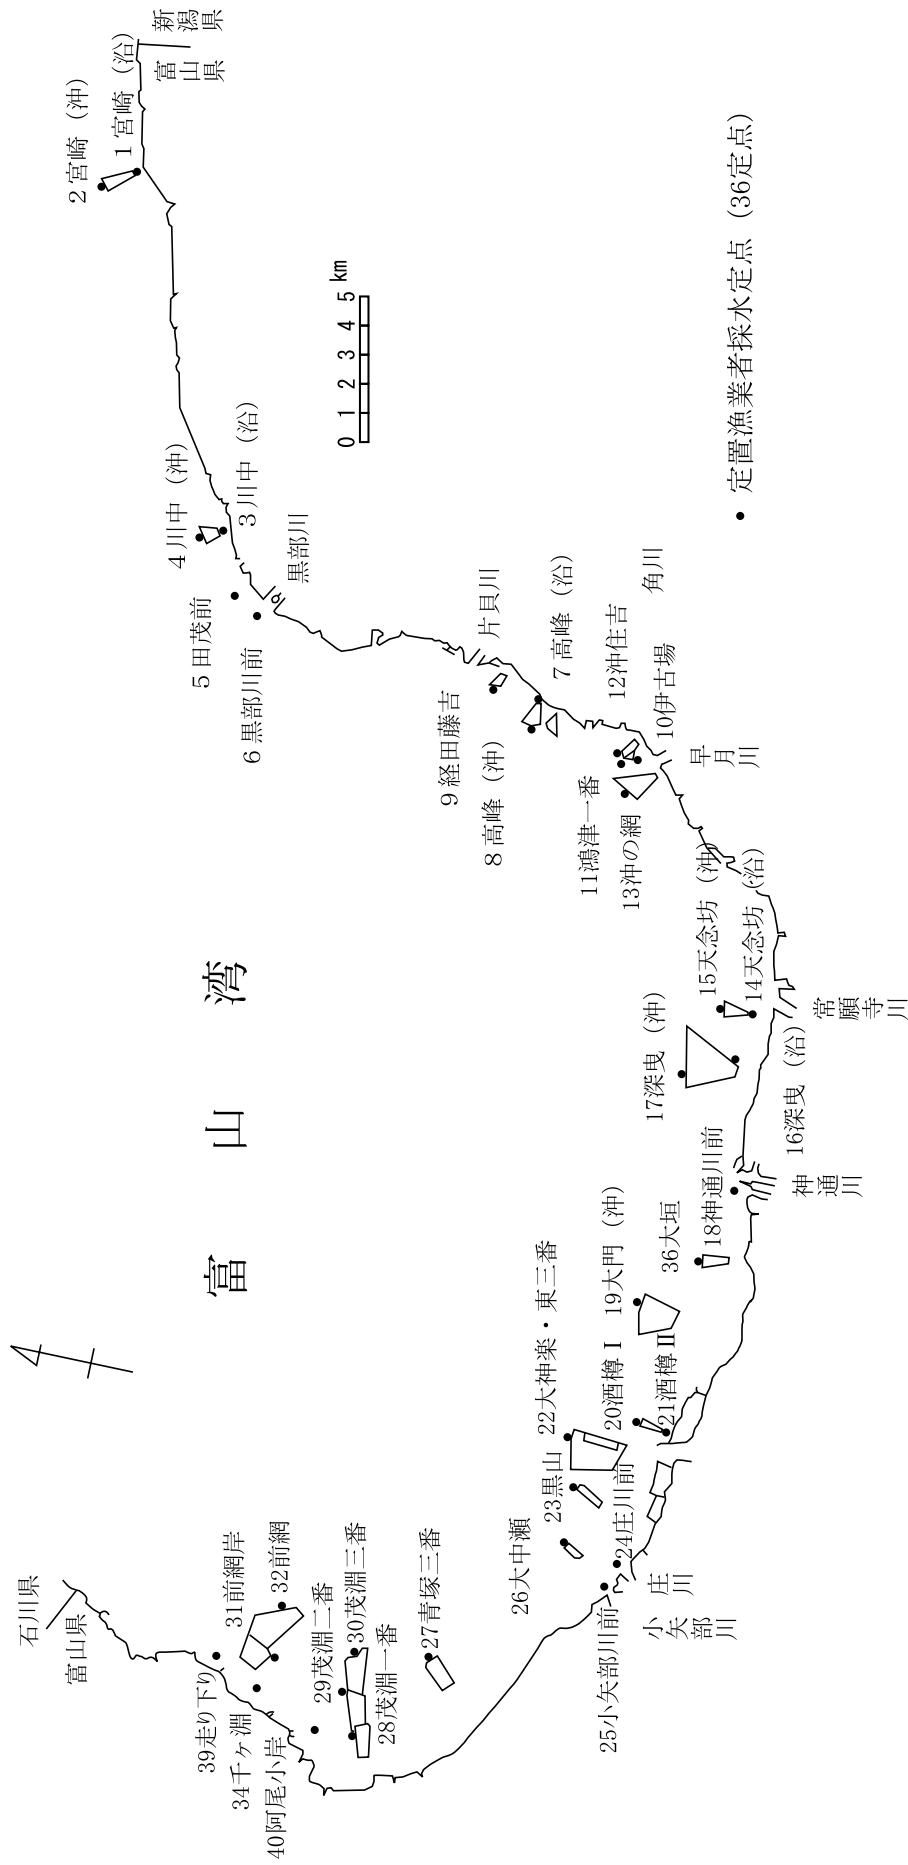 石川県
富山県
39走り下り
34千ヶ淵
40阿尾小岸
31前網岸
32前網
29茂淵二番
30茂淵三番
28茂淵一番
27青塚三番
26大中瀬
25小矢部川前
小矢部川
庄川
24庄川前
23黒山
22大神楽・東三番
20酒樽Ⅰ
21酒樽Ⅱ
19大門（沖）
36大垣
18神通川前
神通川
17深曳（沖）
16深曳（沿）
常願寺川
15天念坊（沖）
14天念坊（沿）
富山湾
11鴻津一番
13沖の網
早月川
10伊古場
12沖住吉
角川
8高峰（沖）
7高峰（沿）
9経田藤吉
片貝川
6黒部川前
5田茂前
黒部川
4川中（沖）
3川中（沿）
2宮崎（沖）
1宮崎（沿）
富山県
新潟県
0 1 2 3 4 5 km
● 定置漁業者採水定点（36定点）